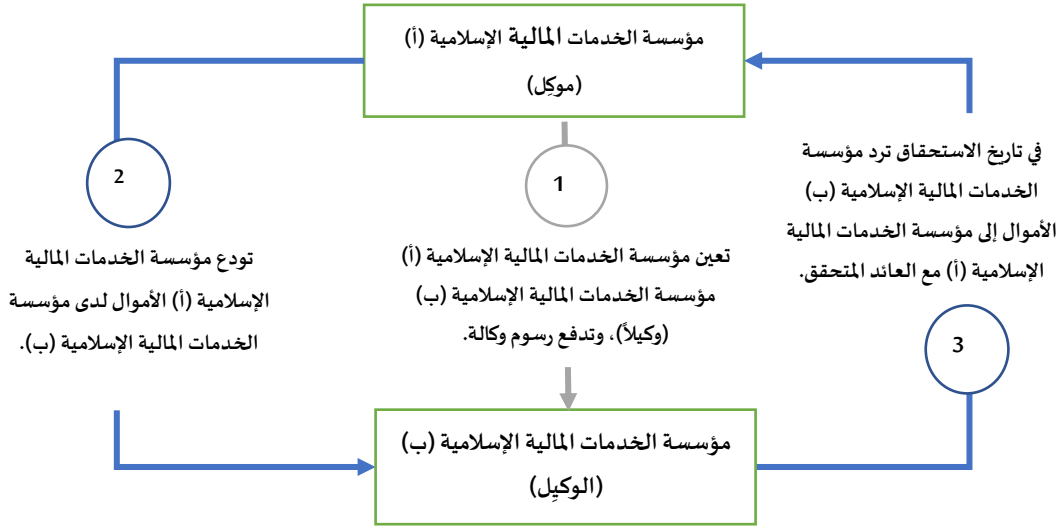 مؤسسة الخدمات المالية الإسلامية (أ)
(موكِل)
1
تعين مؤسسة الخدمات المالية الإسلامية (أ)
مؤسسة الخدمات المالية الإسلامية (ب)
(وكيلاً)، وتدفع رسوم وكالة.
2
تودع مؤسسة الخدمات المالية
الإسلامية (أ) الأموال لدى مؤسسة
الخدمات المالية الإسلامية (ب).
في تاريخ الاستحقاق ترد مؤسسة
الخدمات المالية الإسلامية (ب)
الأموال إلى مؤسسة الخدمات المالية
الإسلامية (أ) مع العائد المتحقق.
3
مؤسسة الخدمات المالية الإسلامية (ب)
(الوكيِل)